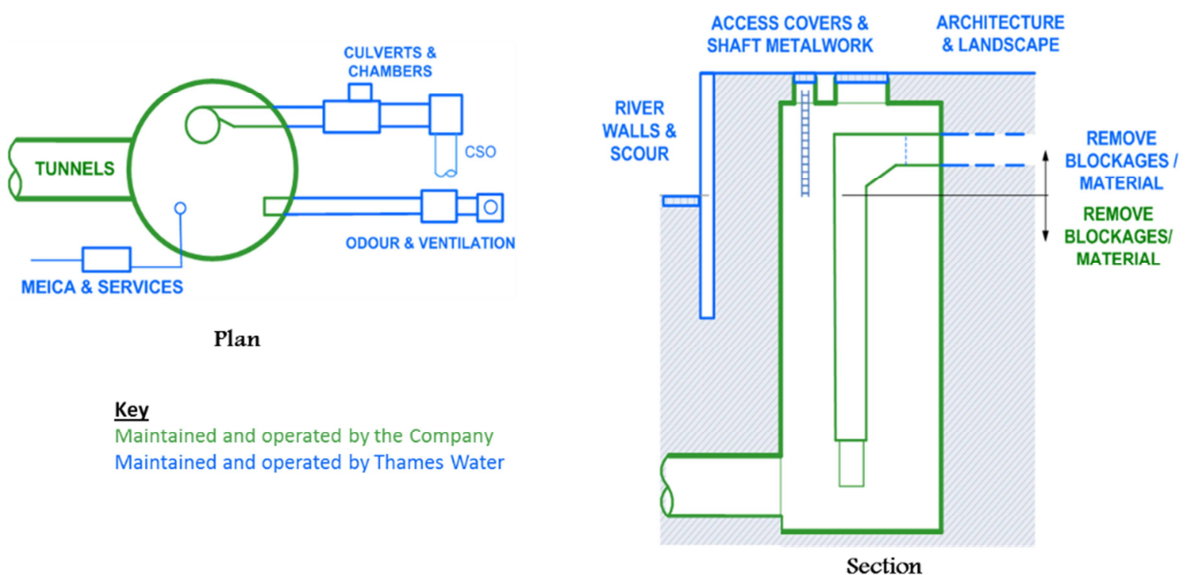 CULVERTS &
CHAMBERS
TUNNELS
CSO
ODOUR & VENTILATION
MEICA & SERVICES
Plan
Key
Maintained and operated by the Company
Maintained and operated by Thames Water
ACCESS COVERS &
SHAFT METALWORK
ARCHITECTURE
& LANDSCAPE
RIVER
WALLS &
SCOUR
REMOVE
BLOCKAGES /
MATERIAL
REMOVE
BLOCKAGES/
MATERIAL
Section